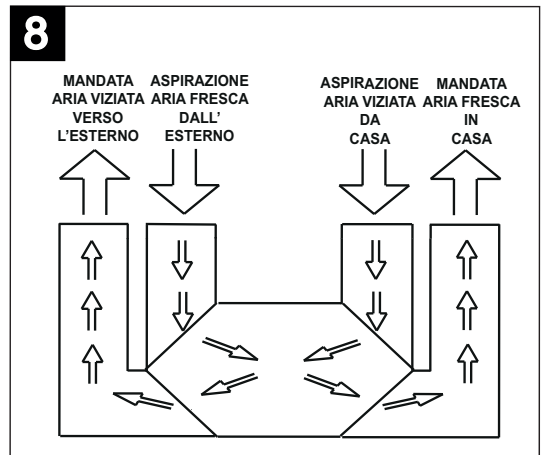 8
MANDATA
ARIA VIZIATA
VERSO
L'ESTERNO
ASPIRAZIONE
ARIA FRESCA
DALL'
ESTERNO
ASPIRAZIONE
ARIA VIZIATA
DA
CASA
MANDATA
ARIA FRESCA
IN
CASA